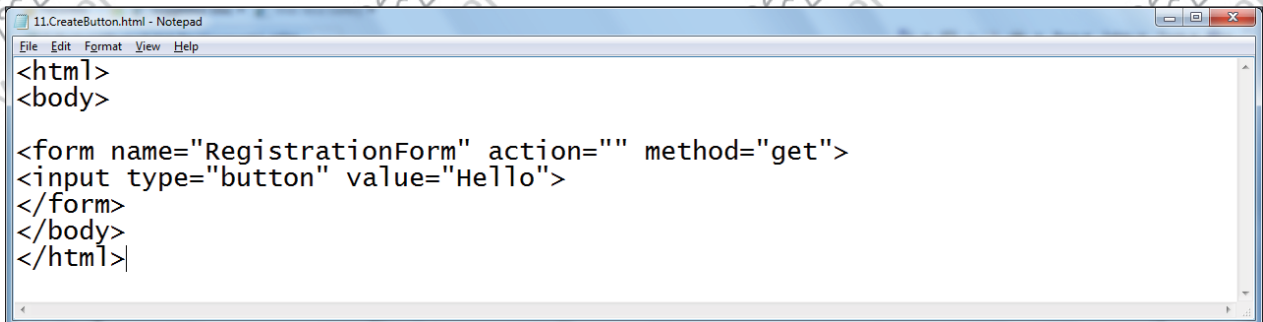 11.CreateButton.html - Notepad
File Edit Format View Help
<html>
<body>
<form name="RegistrationForm" action="" method="get">
<input type="button" value="Hello">
</form>
</body>
</html>